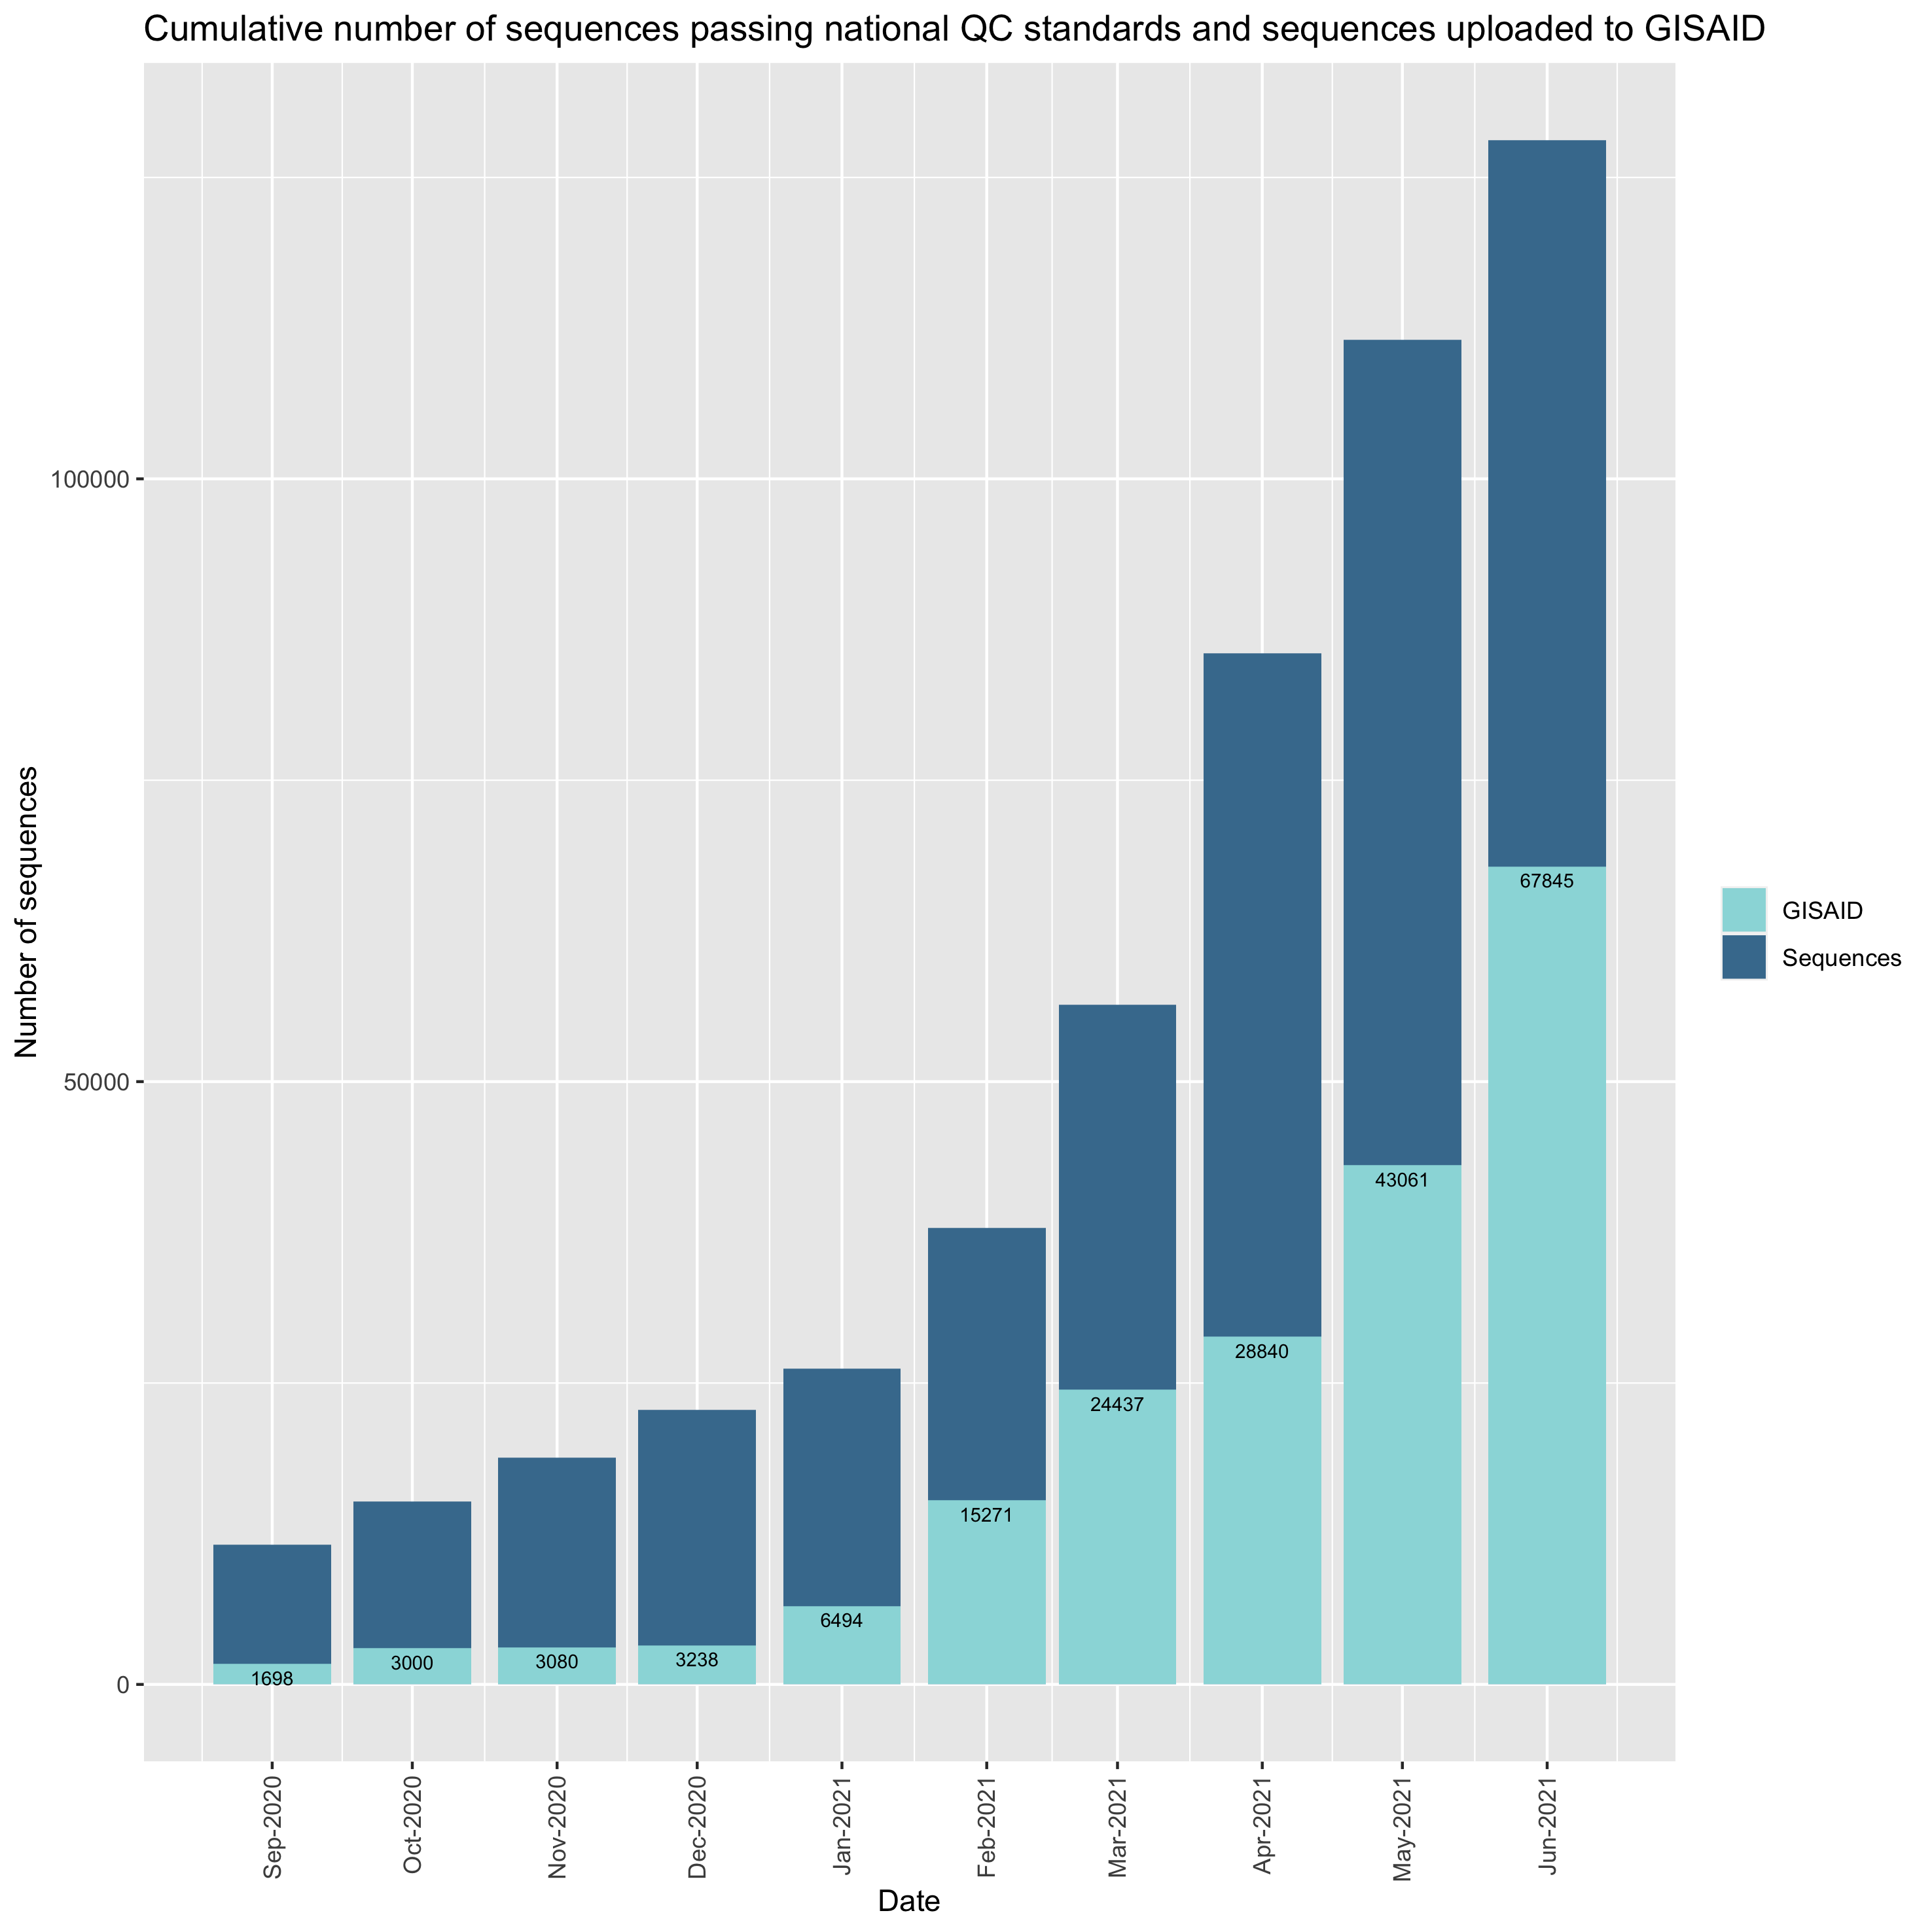 Cumulative number of sequences passing national QC standards and sequences uploaded to GISAID
Number of sequences
100000
50000
0
67845
43061
28840
24437
15271
6494
3238
3080
3000
1698
GISAID
Sequences
Sep-2020
Oct-2020
Nov-2020
Dec-2020
Jan-2021
Feb-2021
Mar-2021
Apr-2021
May-2021
Jun-2021
Date